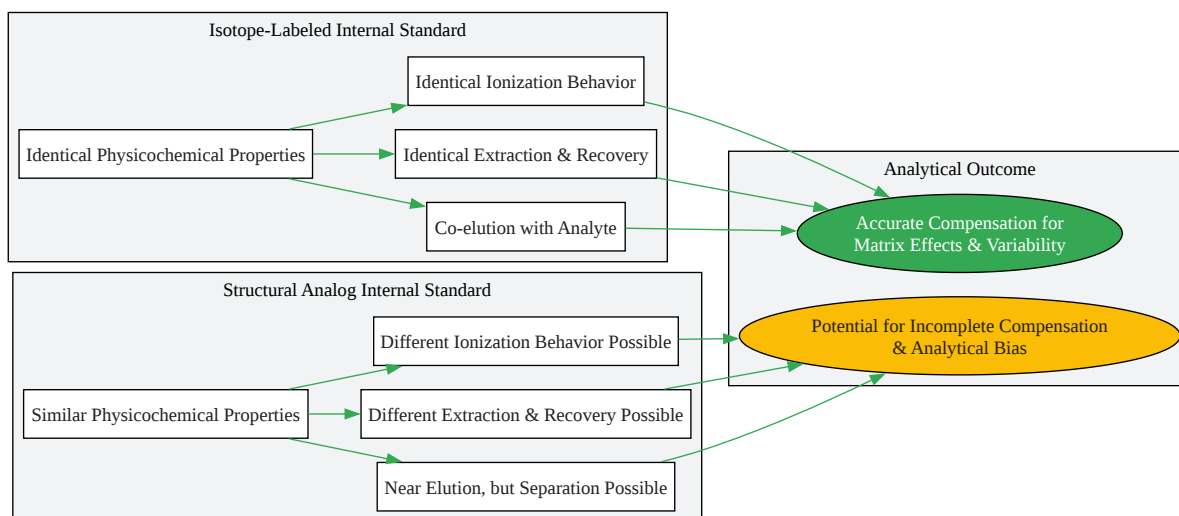 Isotope-Labeled Internal Standard
Identical Physicochemical Properties
Identical Ionization Behavior
Identical Extraction & Recovery
Co-elution with Analyte
Structural Analog Internal Standard
Similar Physicochemical Properties
Different Ionization Behavior Possible
Different Extraction & Recovery Possible
Near Elution, but Separation Possible
Analytical Outcome
Accurate Compensation for
Matrix Effects & Variability
Potential for Incomplete Compensation
& Analytical Bias